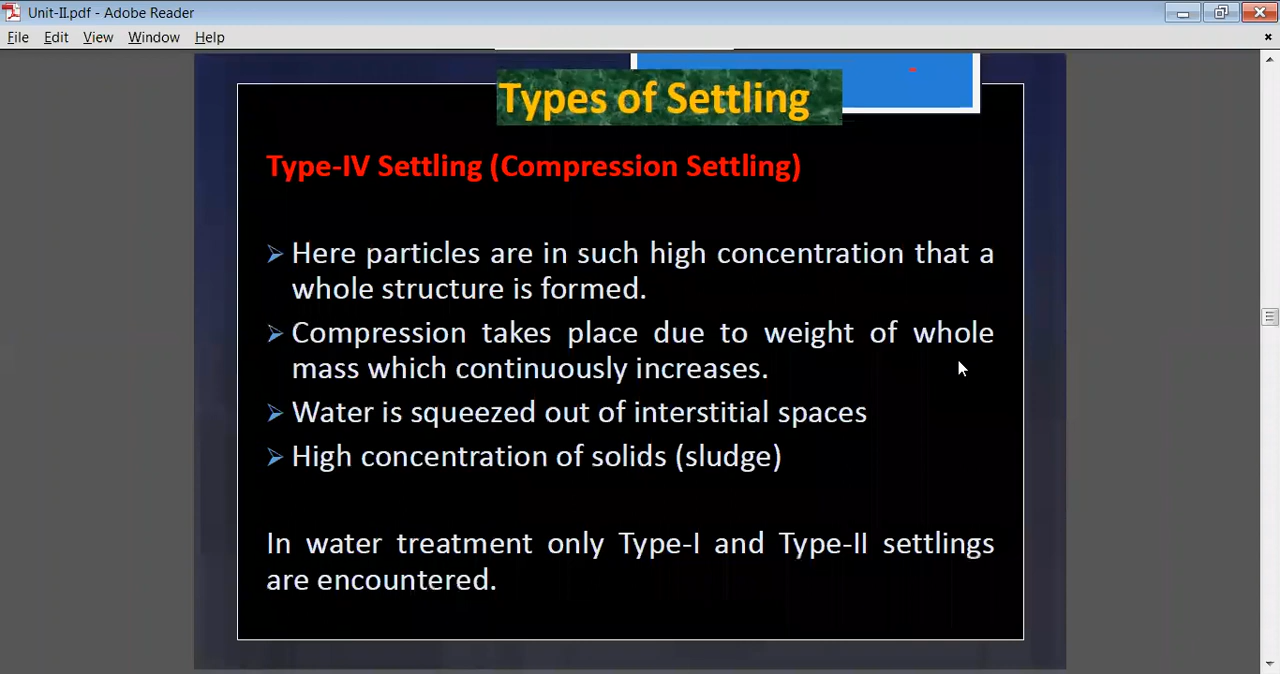 Unit-II.pdf - Adobe Reader
File Edit View Window Help
Types of Settling
Type-IV Settling (Compression Settling)
Here particles are in such high concentration that a
whole structure is formed.
Compression takes place due to weight of whole
mass which continuously increases.
Water is squeezed out of interstitial spaces
High concentration of solids (sludge)
In water treatment only Type-I and Type-II settlings
are encountered.